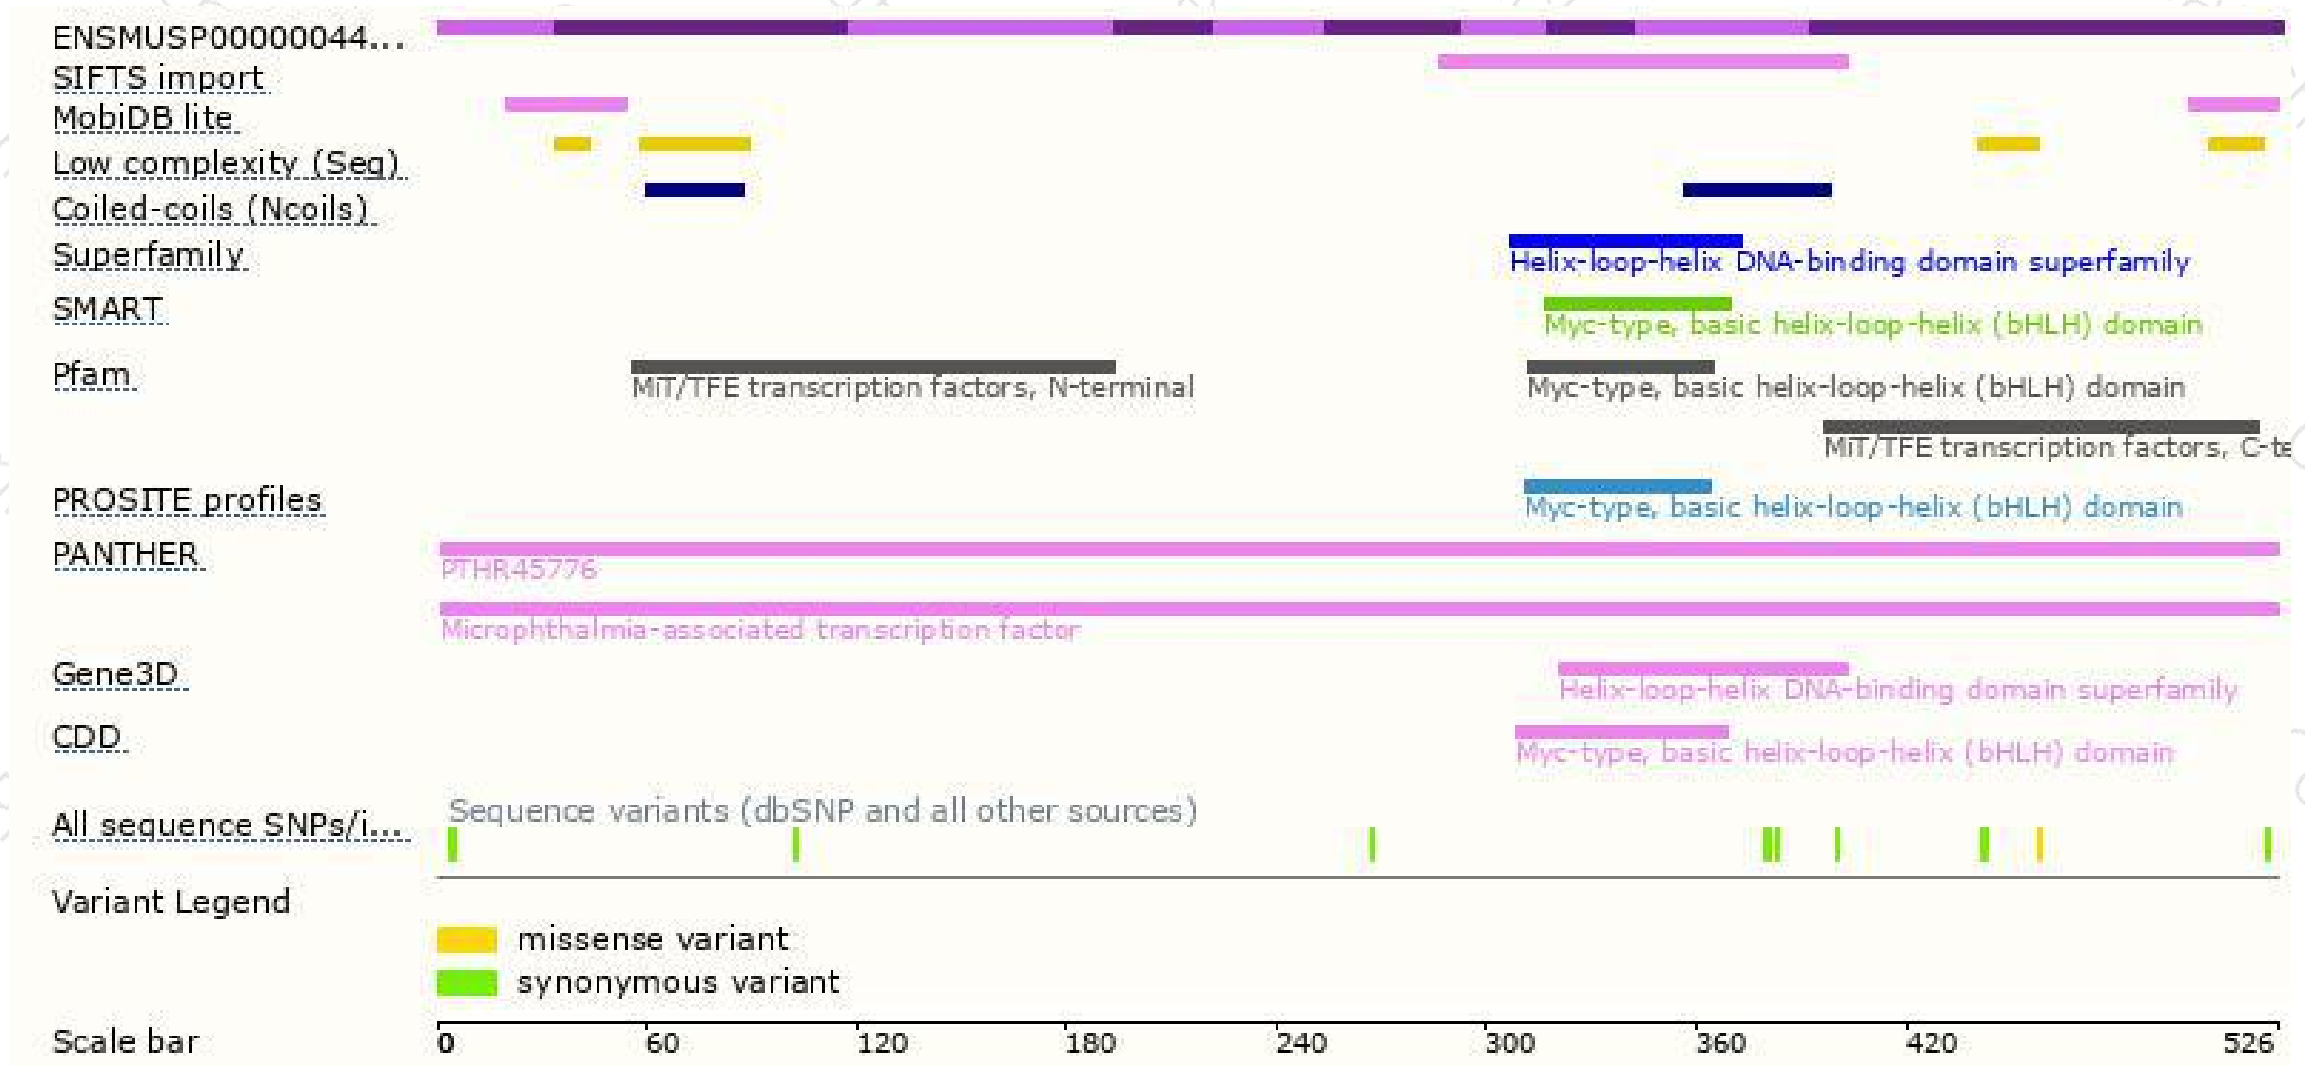 ENSMUSP00000044...
SIFTS import
MobiDB lite
Low complexity (Seg)
Coiled-coils (Ncoils)
Superfamily
Helix-loop-helix DNA-binding domain superfamily
SMART
Myc-type, basic helix-loop-helix (bHLH) domain
Pfam
MiT/TFE transcription factors, N-terminal
Myc-type, basic helix-loop-helix (bHLH) domain
MiT/TFE transcription factors, C-te
PROSITE profiles
Myc-type, basic helix-loop-helix (bHLH) domain
PANTHER
PTHR45776
Microphthalmia-associated transcription factor
Gene3D
Helix-loop-helix DNA-binding domain superfamily
CDD
Myc-type, basic helix-loop-helix (bHLH) domain
Sequence variants (dbSNP and all other sources)
All sequence SNPs/i...
Variant Legend
missense variant
synonymous variant
Scale bar
0 60 120 180 240 300 360 420 526